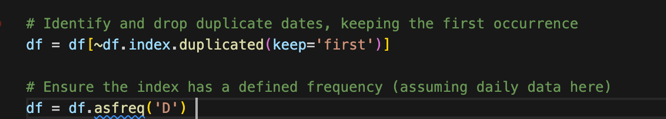 # Identify and drop duplicate dates, keeping the first occurrence
df = df[~df.index.duplicated(keep='first')]
# Ensure the index has a defined frequency (assuming daily data here)
df = df.asfreq('D')